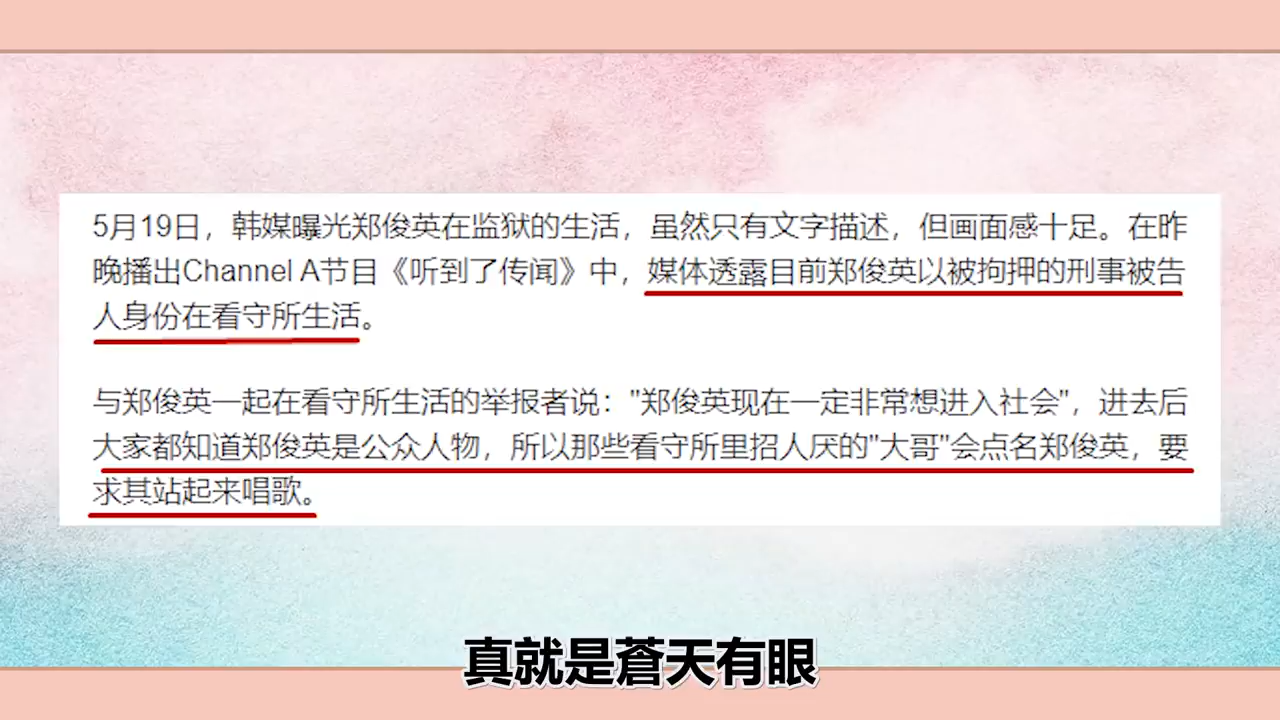 5月19日，韩媒曝光郑俊英在监狱的生活，虽然只有文字描述，但画面感十足。在昨
晚播出Channel A节目《听到了传闻》中，媒体透露目前郑俊英以被拘押的刑事被告
人身份在看守所生活。
与郑俊英一起在看守所生活的举报者说："郑俊英现在一定非常想进入社会"，进去后
大家都知道郑俊英是公众人物，所以那些看守所里招人厌的"大哥"会点名郑俊英，要
求其站起来唱歌。
真就是蒼天有眼